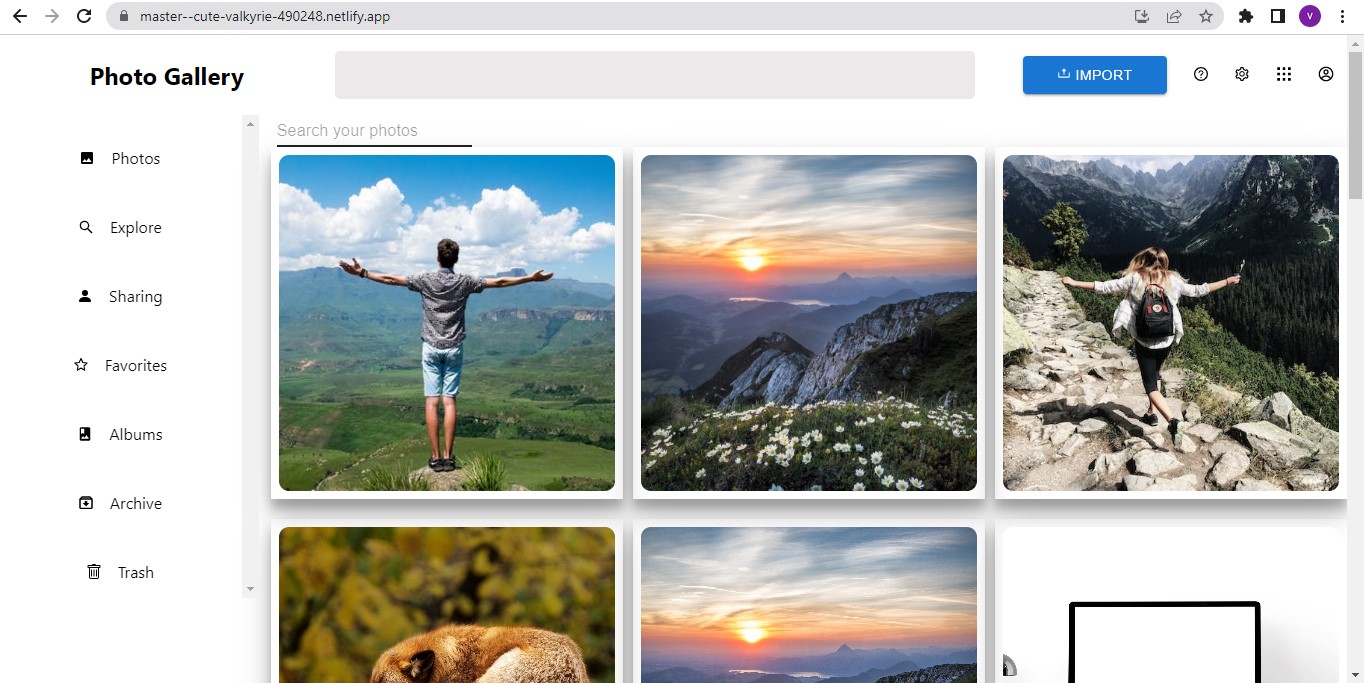 master--cute-valkyrie-490248.netlify.app
V
Photo Gallery
IMPORT
Search your photos
Photos
Explore
Sharing
Favorites
Albums
Archive
Trash